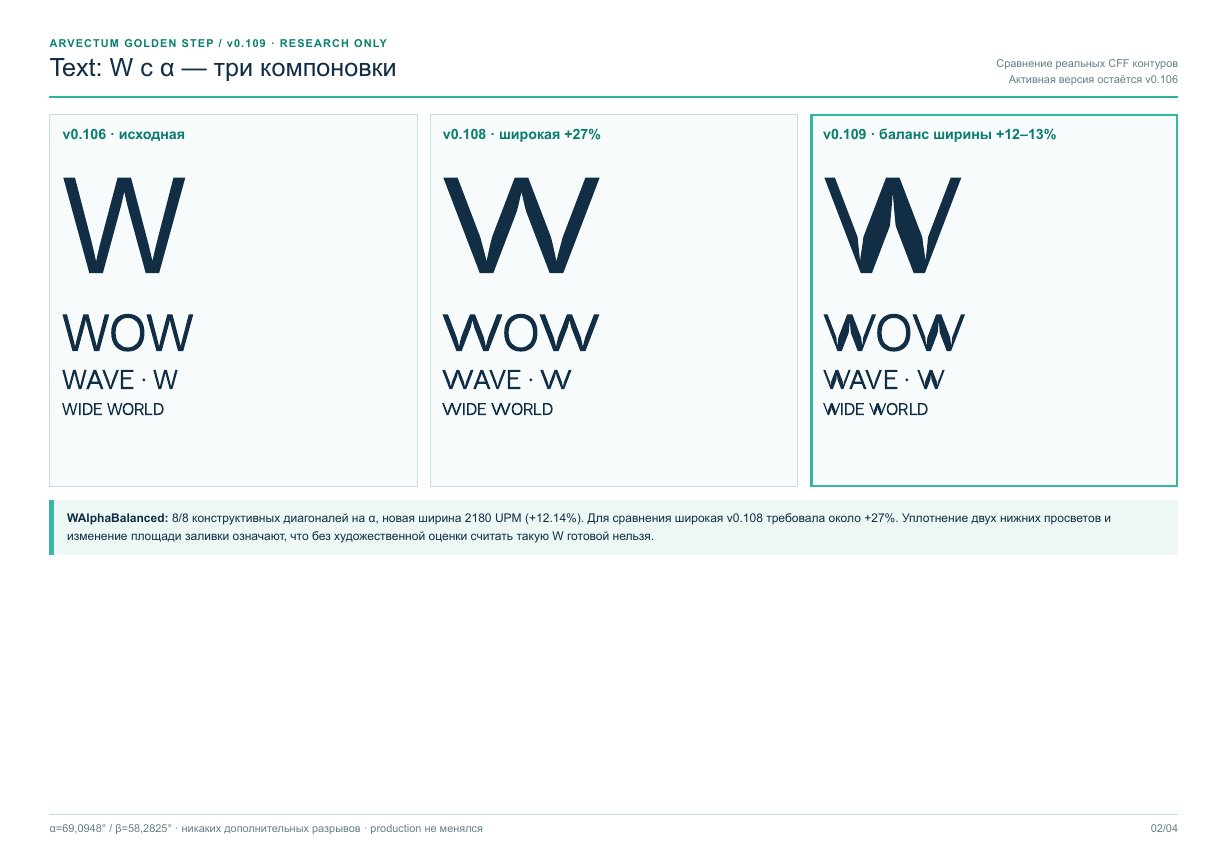 ARVECTUM GOLDEN STEP / v0.109 · RESEARCH ONLY
Text: W с α — три компоновки
Сравнение реальных CFF контуров
Активная версия остаётся v0.106
v0.106 · исходная
W
WOW
WAVE · W
WIDE WORLD
v0.108 · широкая +27%
W
WOW
WAVE · W
WIDE WORLD
v0.109 · баланс ширины +12–13%
W
WOW
WAVE · W
WIDE WORLD
WAlphaBalanced: 8/8 конструктивных диагоналей на α, новая ширина 2180 UPM (+12.14%). Для сравнения широкая v0.108 требовала около +27%. Уплотнение двух нижних просветов и
изменение площади заливки означают, что без художественной оценки считать такую W готовой нельзя.
α=69,0948° / β=58,2825° · никаких дополнительных разрывов · production не менялся
02/04